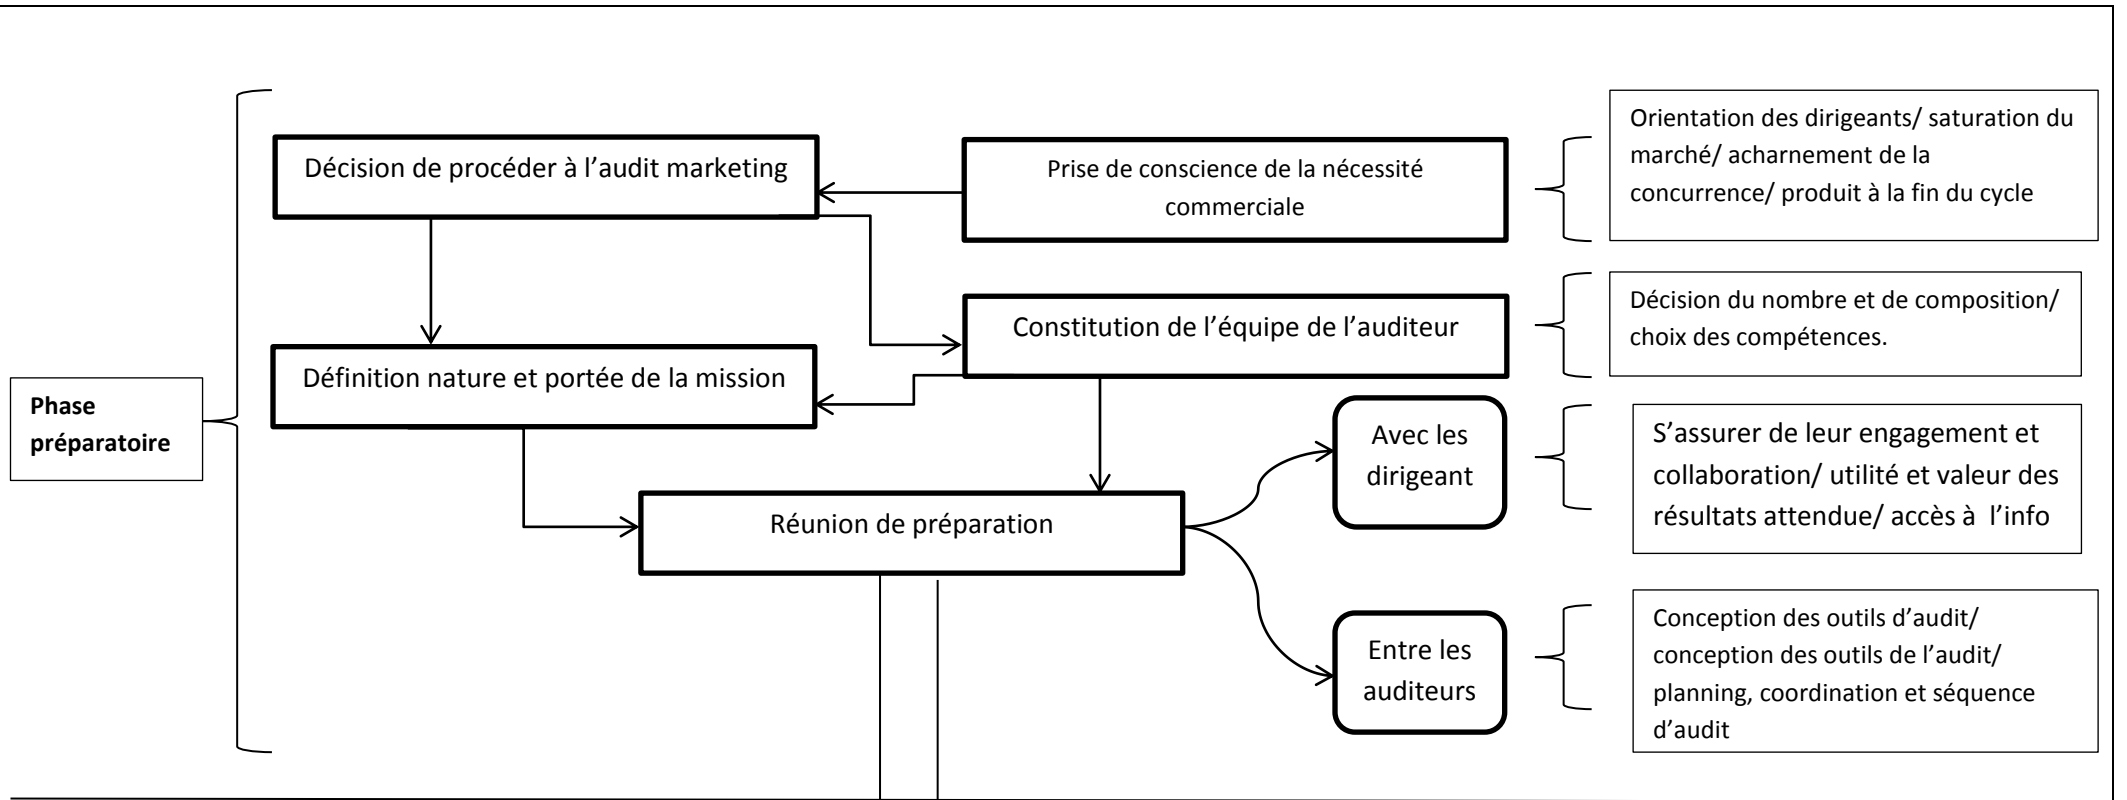 Phase
préparatoire
Décision de procéder à l’audit marketing
Prise de conscience de la nécessité
commerciale
Orientation des dirigeants/ saturation du
marché/ acharnement de la
concurrence/ produit à la fin du cycle
Constitution de l’équipe de l’auditeur
Décision du nombre et de composition/
choix des compétences.
Définition nature et portée de la mission
Avec les
dirigeant
S’assurer de leur engagement et
collaboration/ utilité et valeur des
résultats attendue/ accès à l’info
Réunion de préparation
Entre les
auditeurs
Conception des outils d’audit/
conception des outils de l’audit/
planning, coordination et séquence
d’audit